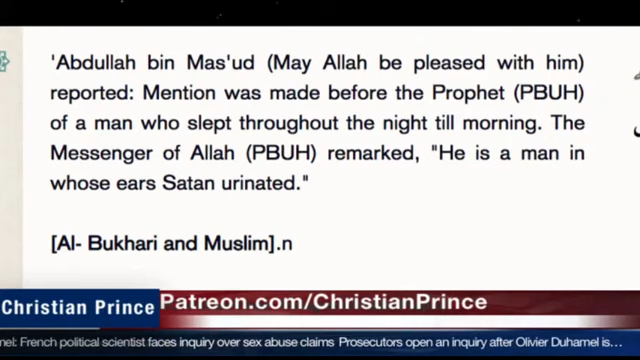 'Abdullah bin Mas'ud (May Allah be pleased with him)
reported: Mention was made before the Prophet (PBUH)
of a man who slept throughout the night till morning. The
Messenger of Allah (PBUH) remarked, "He is a man in
whose ears Satan urinated."
[Al- Bukhari and Muslim].n
Christian Prince Patreon.com/ChristianPrince
mel: French political scientist faces inquiry over sex abuse claims Prosecutors open an inquiry after Olivier Duhamel is...